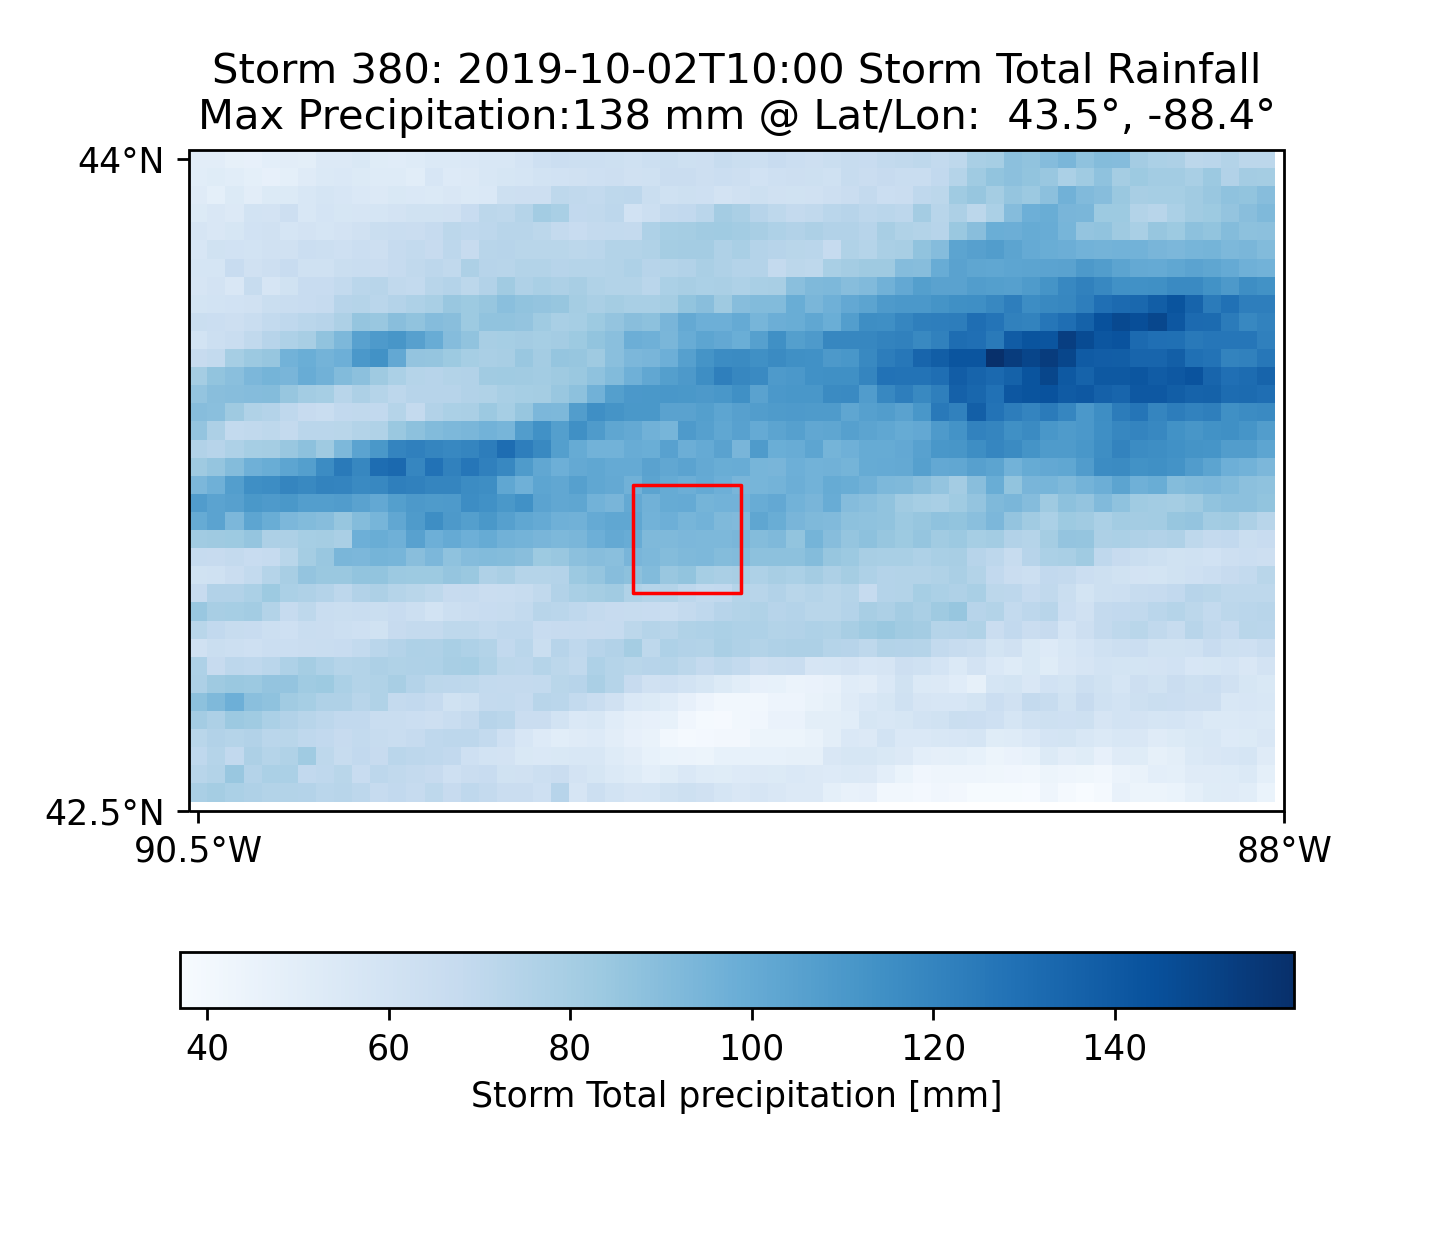 Storm 380: 2019-10-02T10:00 Storm Total Rainfall
Max Precipitation:138 mm @ Lat/Lon:  43.5°, -88.4°
44°N
42.5°N
90.5°W
88°W
40
60
80
100
120
140
Storm Total precipitation [mm]